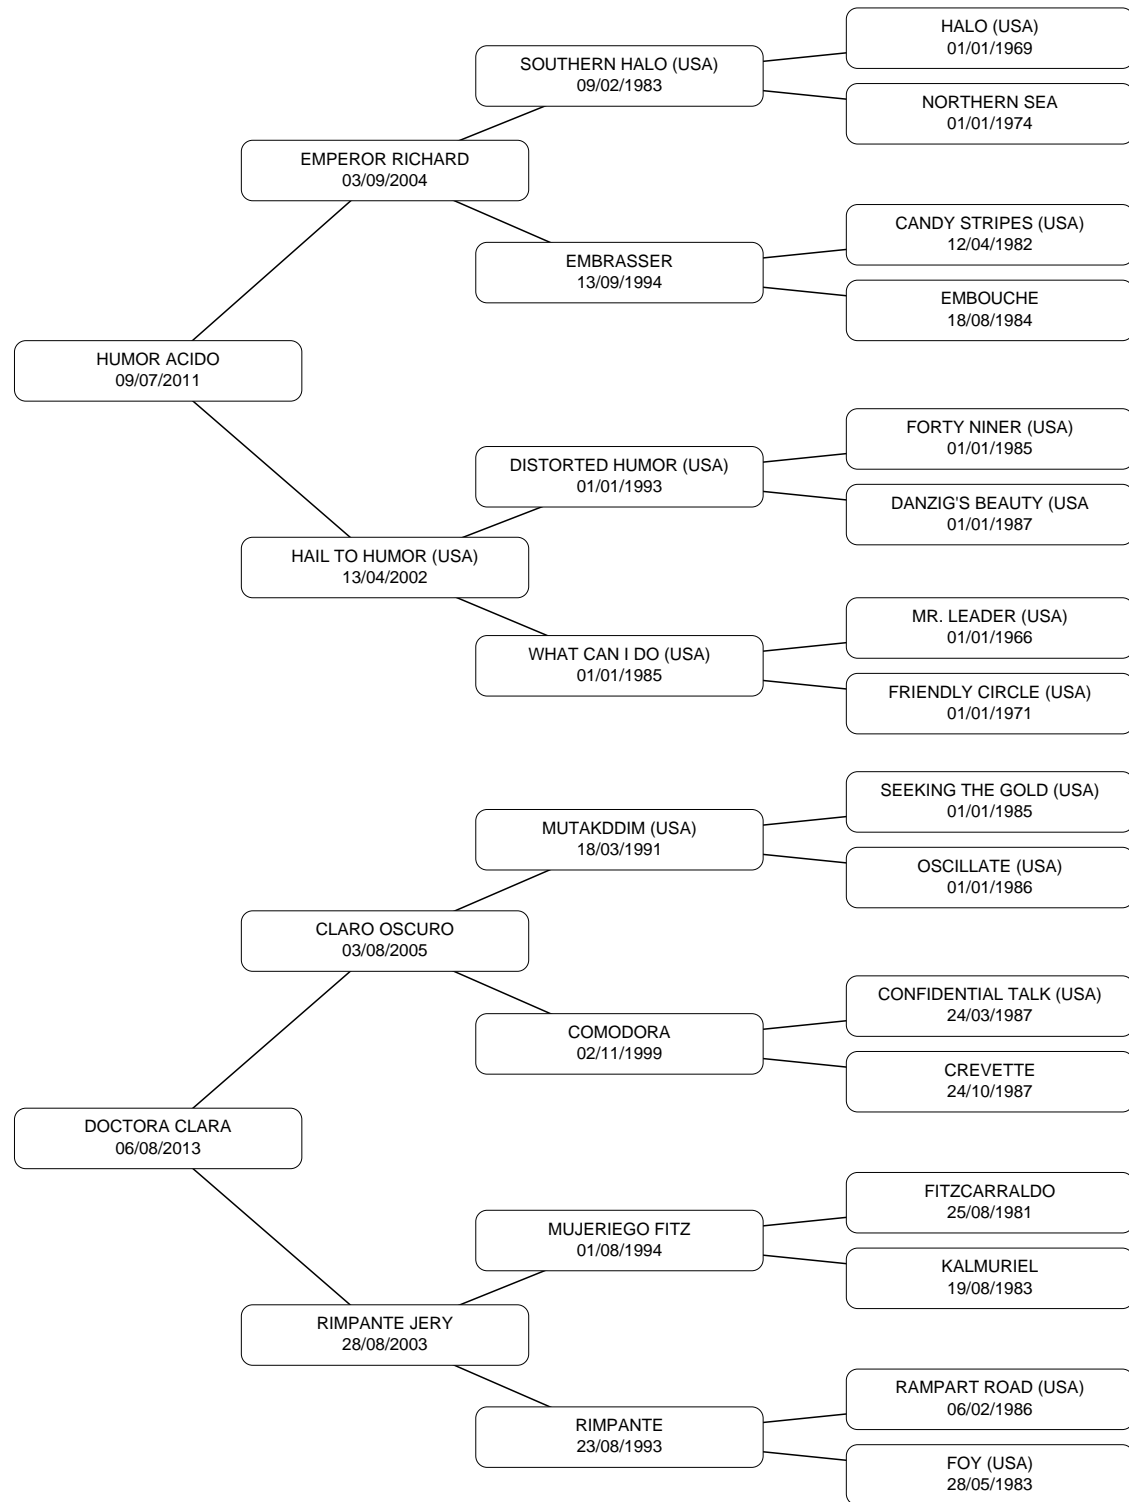 HALO (USA)
01/01/1969
SOUTHERN HALO (USA)
09/02/1983
NORTHERN SEA
01/01/1974
EMPEROR RICHARD
03/09/2004
CANDY STRIPES (USA)
12/04/1982
EMBRASSER
13/09/1994
EMBOUCHE
18/08/1984
HUMOR ACIDO
09/07/2011
FORTY NINER (USA)
01/01/1985
DISTORTED HUMOR (USA)
01/01/1993
DANZIG'S BEAUTY (USA
01/01/1987
HAIL TO HUMOR (USA)
13/04/2002
MR. LEADER (USA)
01/01/1966
WHAT CAN I DO (USA)
01/01/1985
FRIENDLY CIRCLE (USA)
01/01/1971
SEEKING THE GOLD (USA)
01/01/1985
MUTAKDDIM (USA)
18/03/1991
OSCILLATE (USA)
01/01/1986
CLARO OSCURO
03/08/2005
CONFIDENTIAL TALK (USA)
24/03/1987
COMODORA
02/11/1999
CREVETTE
24/10/1987
DOCTORA CLARA
06/08/2013
FITZCARRALDO
25/08/1981
MUJERIEGO FITZ
01/08/1994
KALMURIEL
19/08/1983
RIMPANTE JERY
28/08/2003
RAMPART ROAD (USA)
06/02/1986
RIMPANTE
23/08/1993
FOY (USA)
28/05/1983